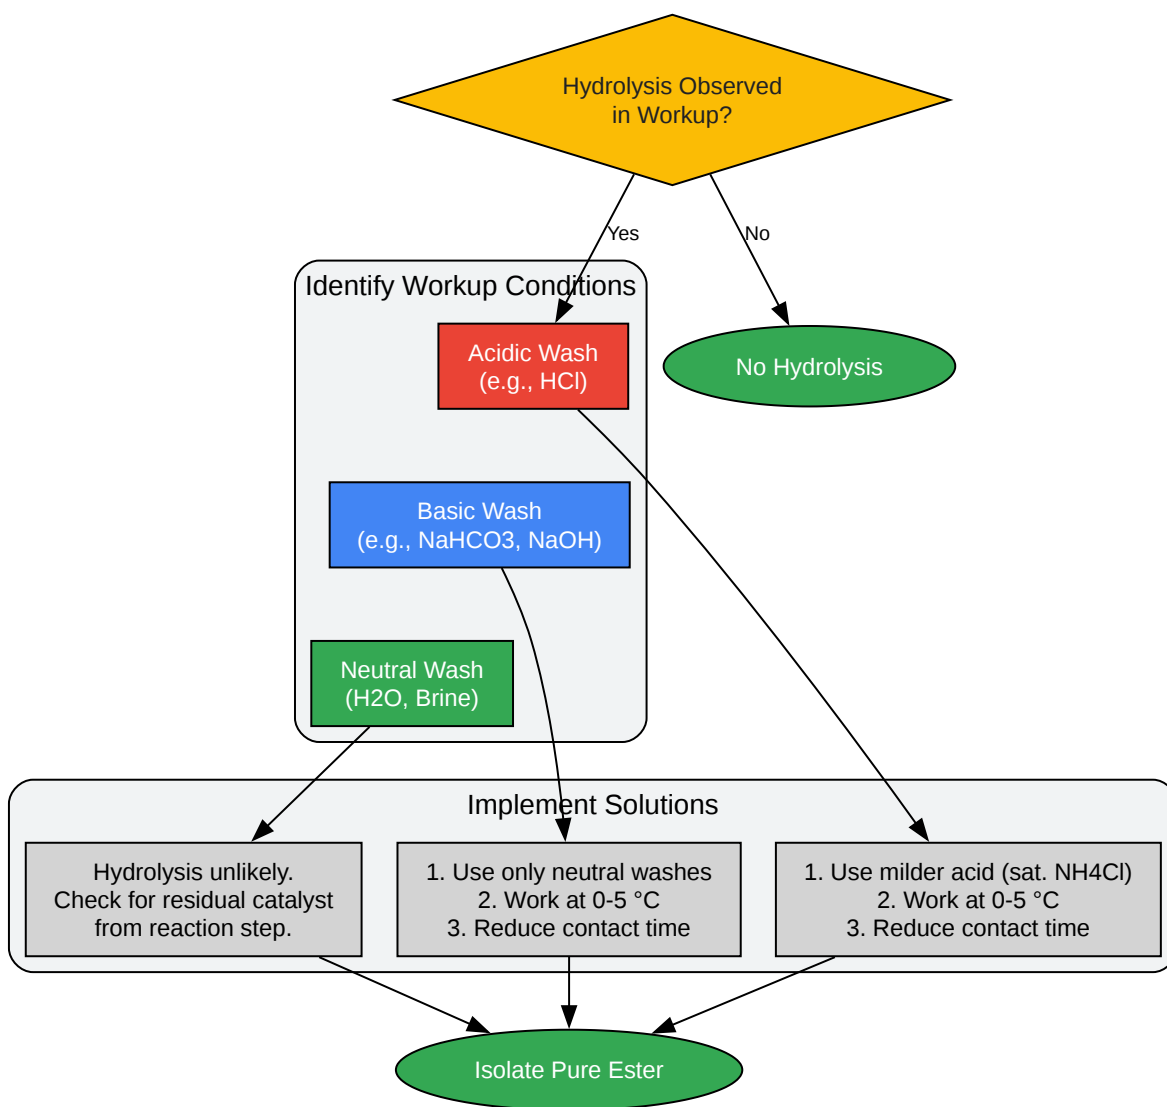 Hydrolysis Observed
in Workup?
Yes
No
Identify Workup Conditions
Acidic Wash
(e.g., HCl)
No Hydrolysis
Basic Wash
(e.g., NaHCO3, NaOH)
Neutral Wash
(H2O, Brine)
Implement Solutions
Hydrolysis unlikely.
Check for residual catalyst
from reaction step.
1. Use only neutral washes
2. Work at 0-5 °C
3. Reduce contact time
1. Use milder acid (sat. NH4Cl)
2. Work at 0-5 °C
3. Reduce contact time
Isolate Pure Ester